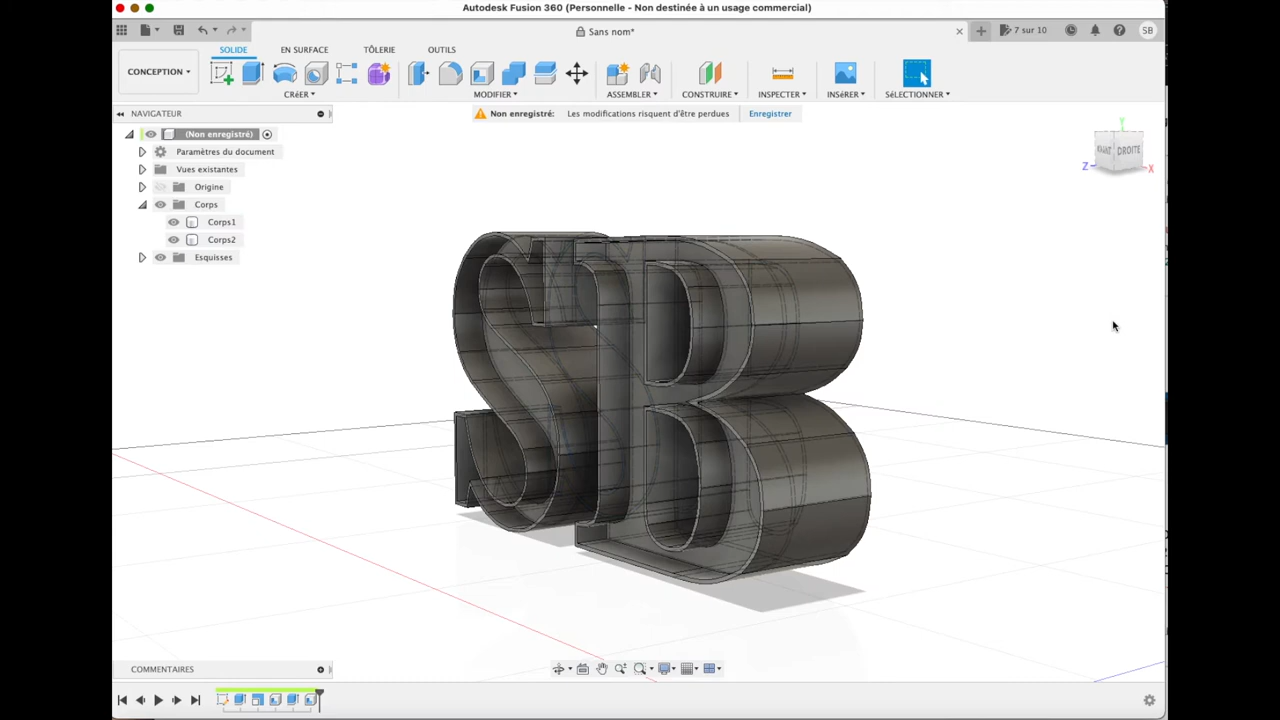 Autodesk Fusion 360 (Personnelle - Non destinée à un usage commercial)
Sans nom*
7 sur 10
SB
SOLIDE
EN SURFACE
TÔLERIE
OUTILS
CONCEPTION
CRÉER
MODIFIER
ASSEMBLER
CONSTRUIRE
INSPECTER
INSÉRER
SÉLECTIONNER
NAVIGATEUR
Non enregistré:
Les modifications risquent d'être perdues
Enregistrer
(Non enregistré)
Paramètres du document
Vues existantes
Origine
Corps
Corps1
Corps2
Esquisses
Y
DROITE
Z
X
SB
COMMENTAIRES